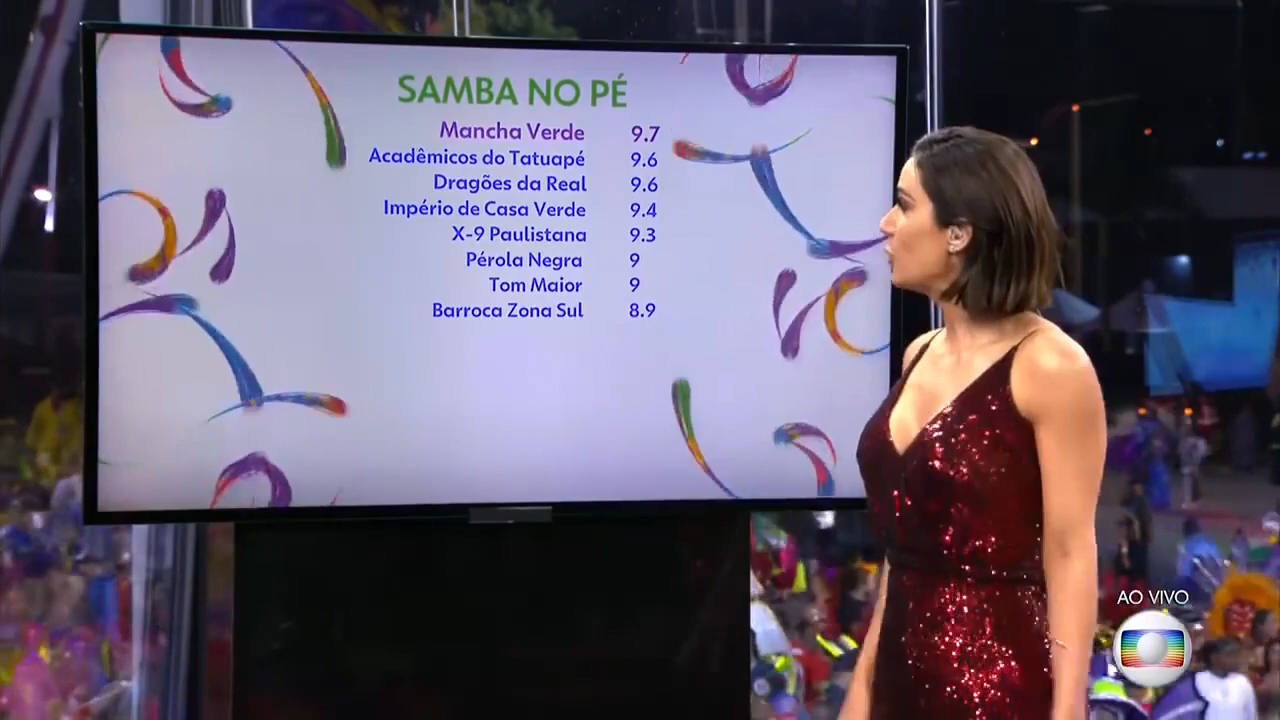 SAMBA NO PÉ
Mancha Verde 9.7
Acadêmicos do Tatuapé 9.6
Dragões da Real 9.6
Império de Casa Verde 9.4
X-9 Paulistana 9.3
Pérola Negra 9
Tom Maior 9
Barroca Zona Sul 8.9
AO VIVO